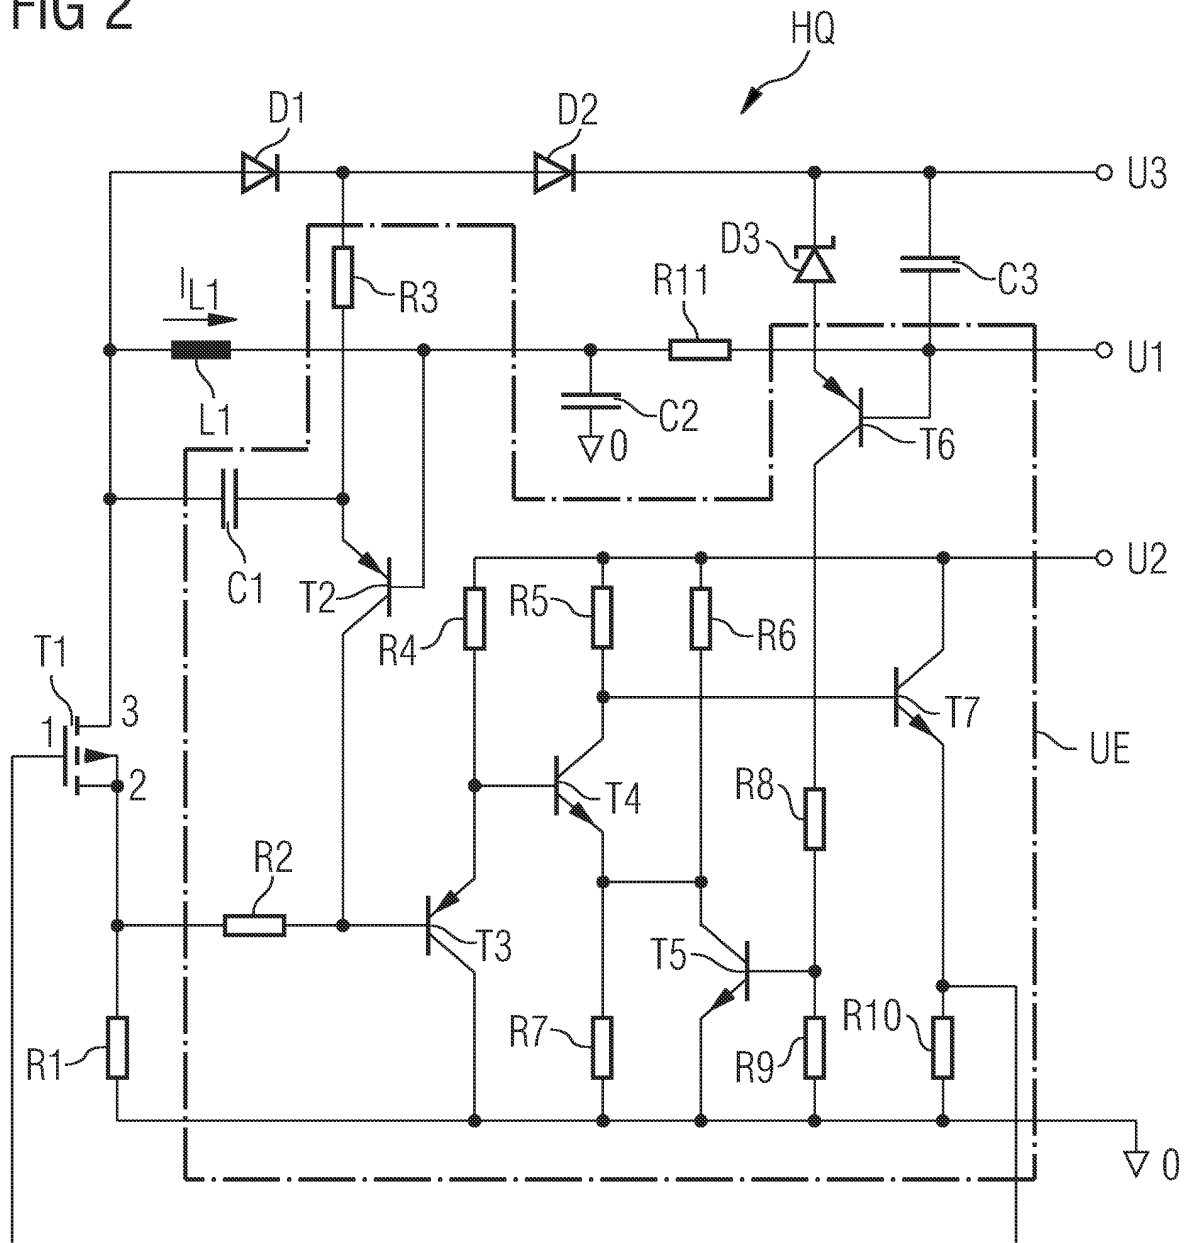 FIG 2
HQ
D1
D2
U3
D3
R11
C3
IL1
R3
U1
L1
C2
0
T6
C1
T2
U2
R4
R5
R6
T1
3
1
2
T7
UE
T4
R8
R2
T3
T5
R1
R7
R9
R10
0